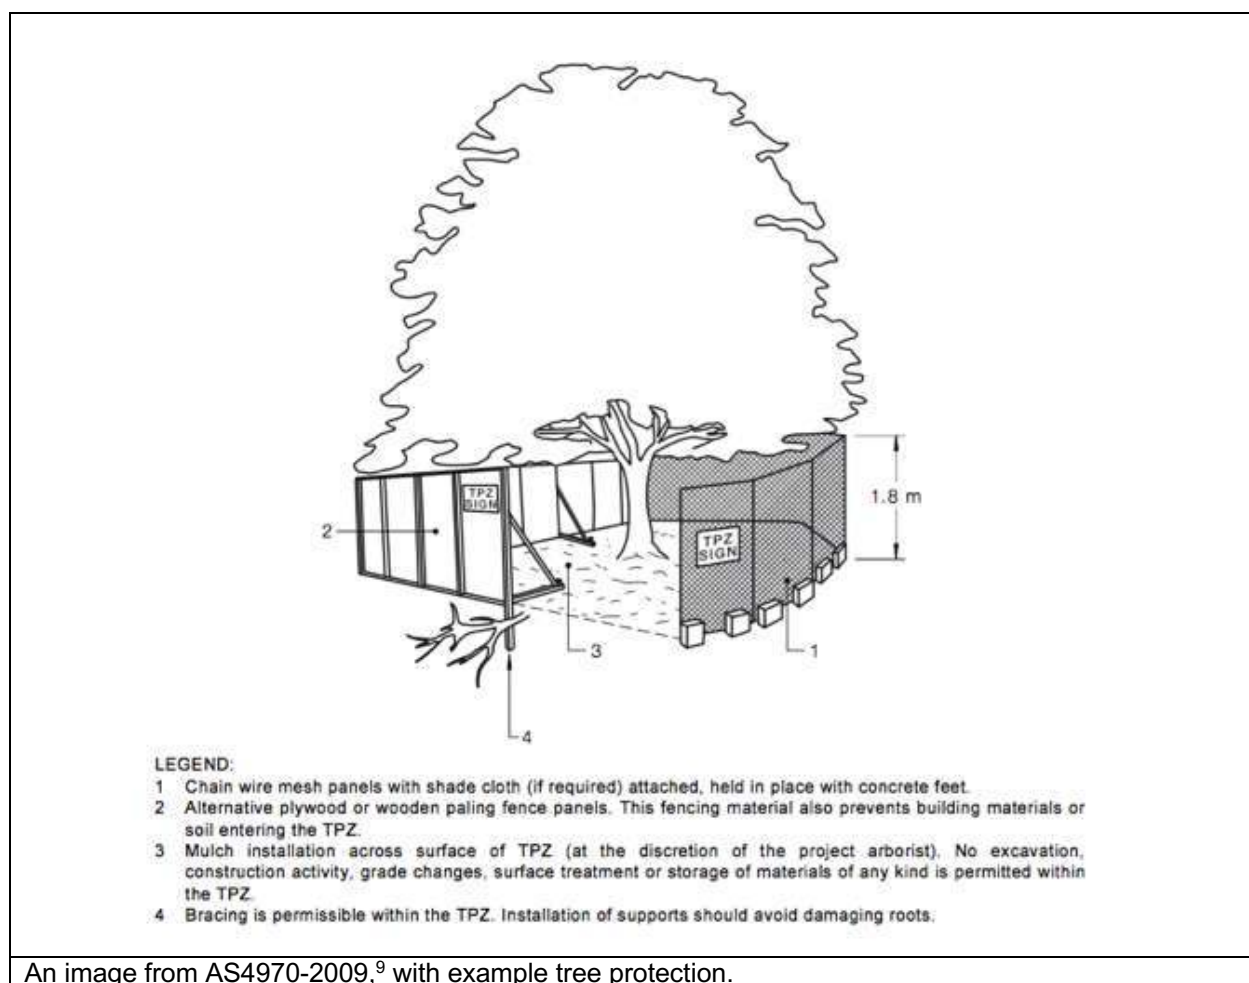 TPZ
SIGN
1.8 m
TPZ
SIGN
2
3
1
4
LEGEND:
1 Chain wire mesh panels with shade cloth (if required) attached, held in place with concrete feet.
2 Alternative plywood or wooden paling fence panels. This fencing material also prevents building materials or
soil entering the TPZ.
3 Mulch installation across surface of TPZ (at the discretion of the project arborist). No excavation,
construction activity, grade changes, surface treatment or storage of materials of any kind is permitted within
the TPZ.
4 Bracing is permissible within the TPZ. Installation of supports should avoid damaging roots.
An image from AS4970-2009,⁹ with example tree protection.